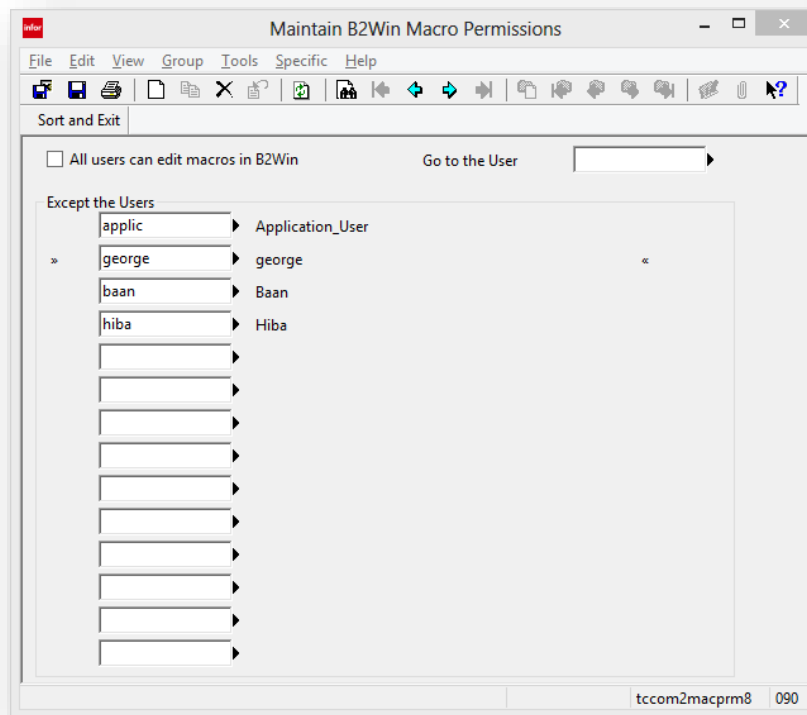 infor Maintain B2Win Macro Permissions
File Edit View Group Tools Specific Help
Sort and Exit
All users can edit macros in B2Win Go to the User
Except the Users
applic Application_User
» george george «
baan Baan
hiba Hiba
tccom2macprm8 090